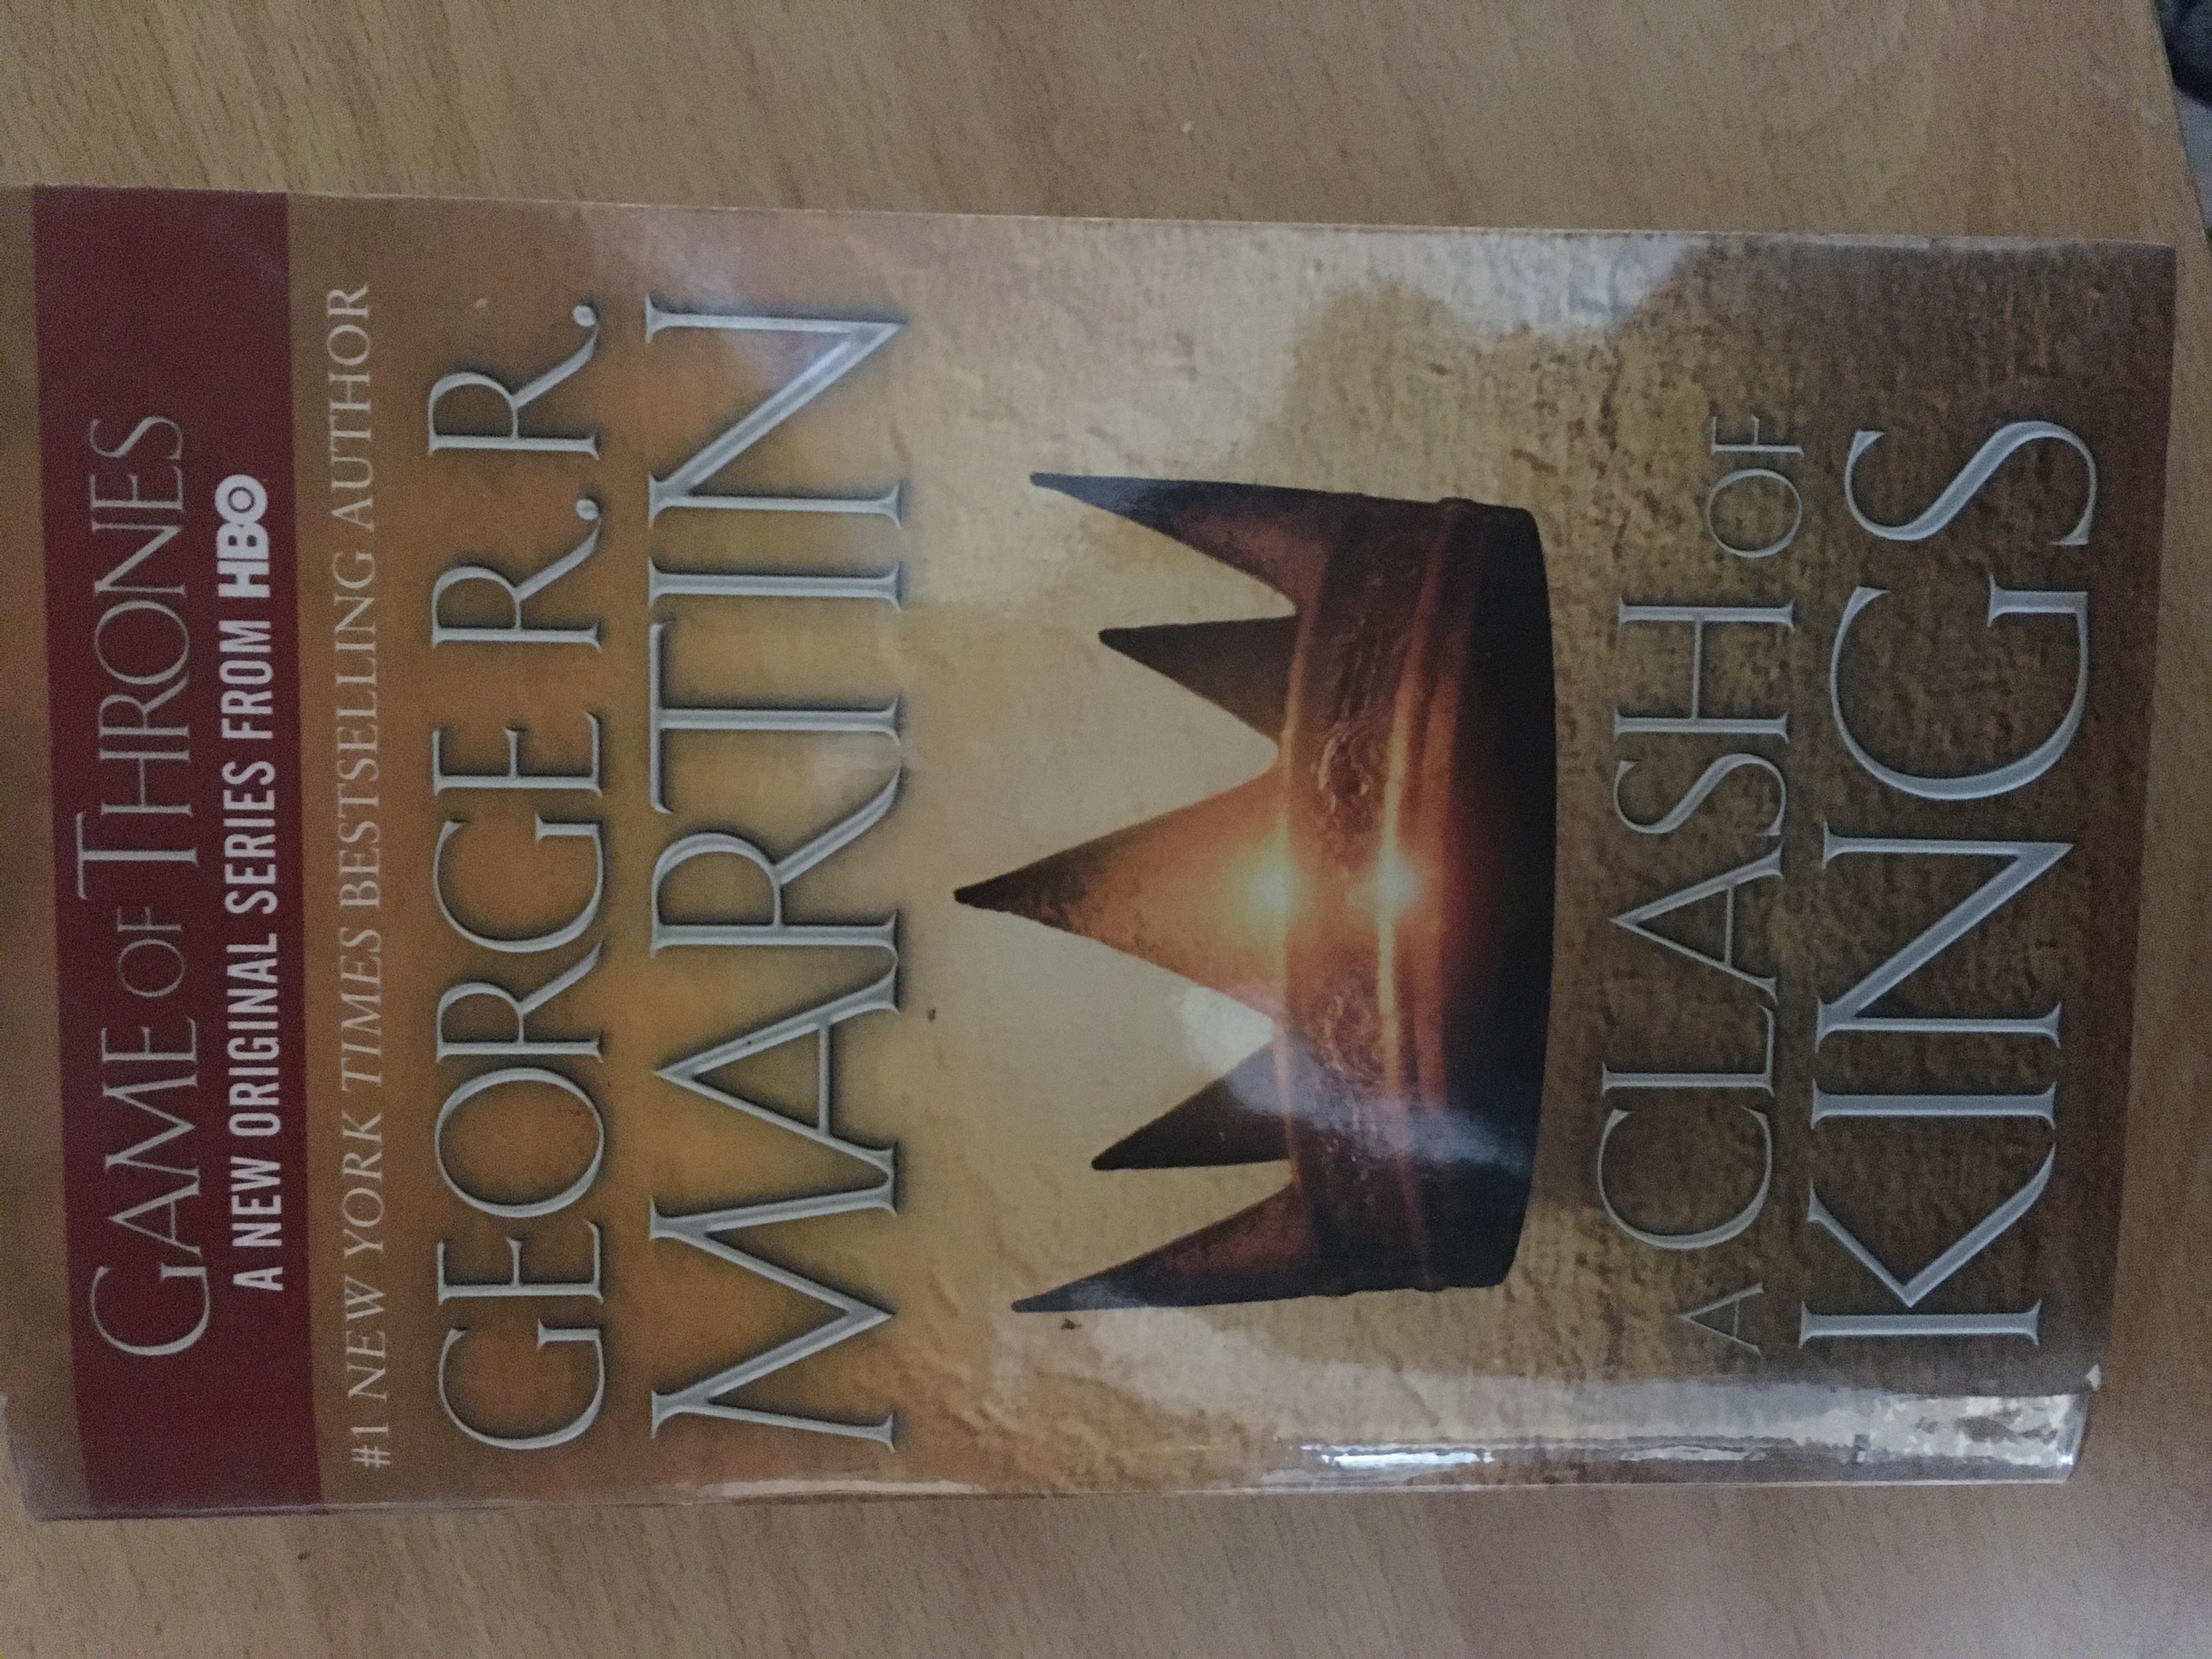 GAME OF THRONES
A NEW ORIGINAL SERIES FROM HBO
#1 NEW YORK TIMES BESTSELLING AUTHOR
GEORGE R. R.
MARTIN
A CLASH OF
KINGS